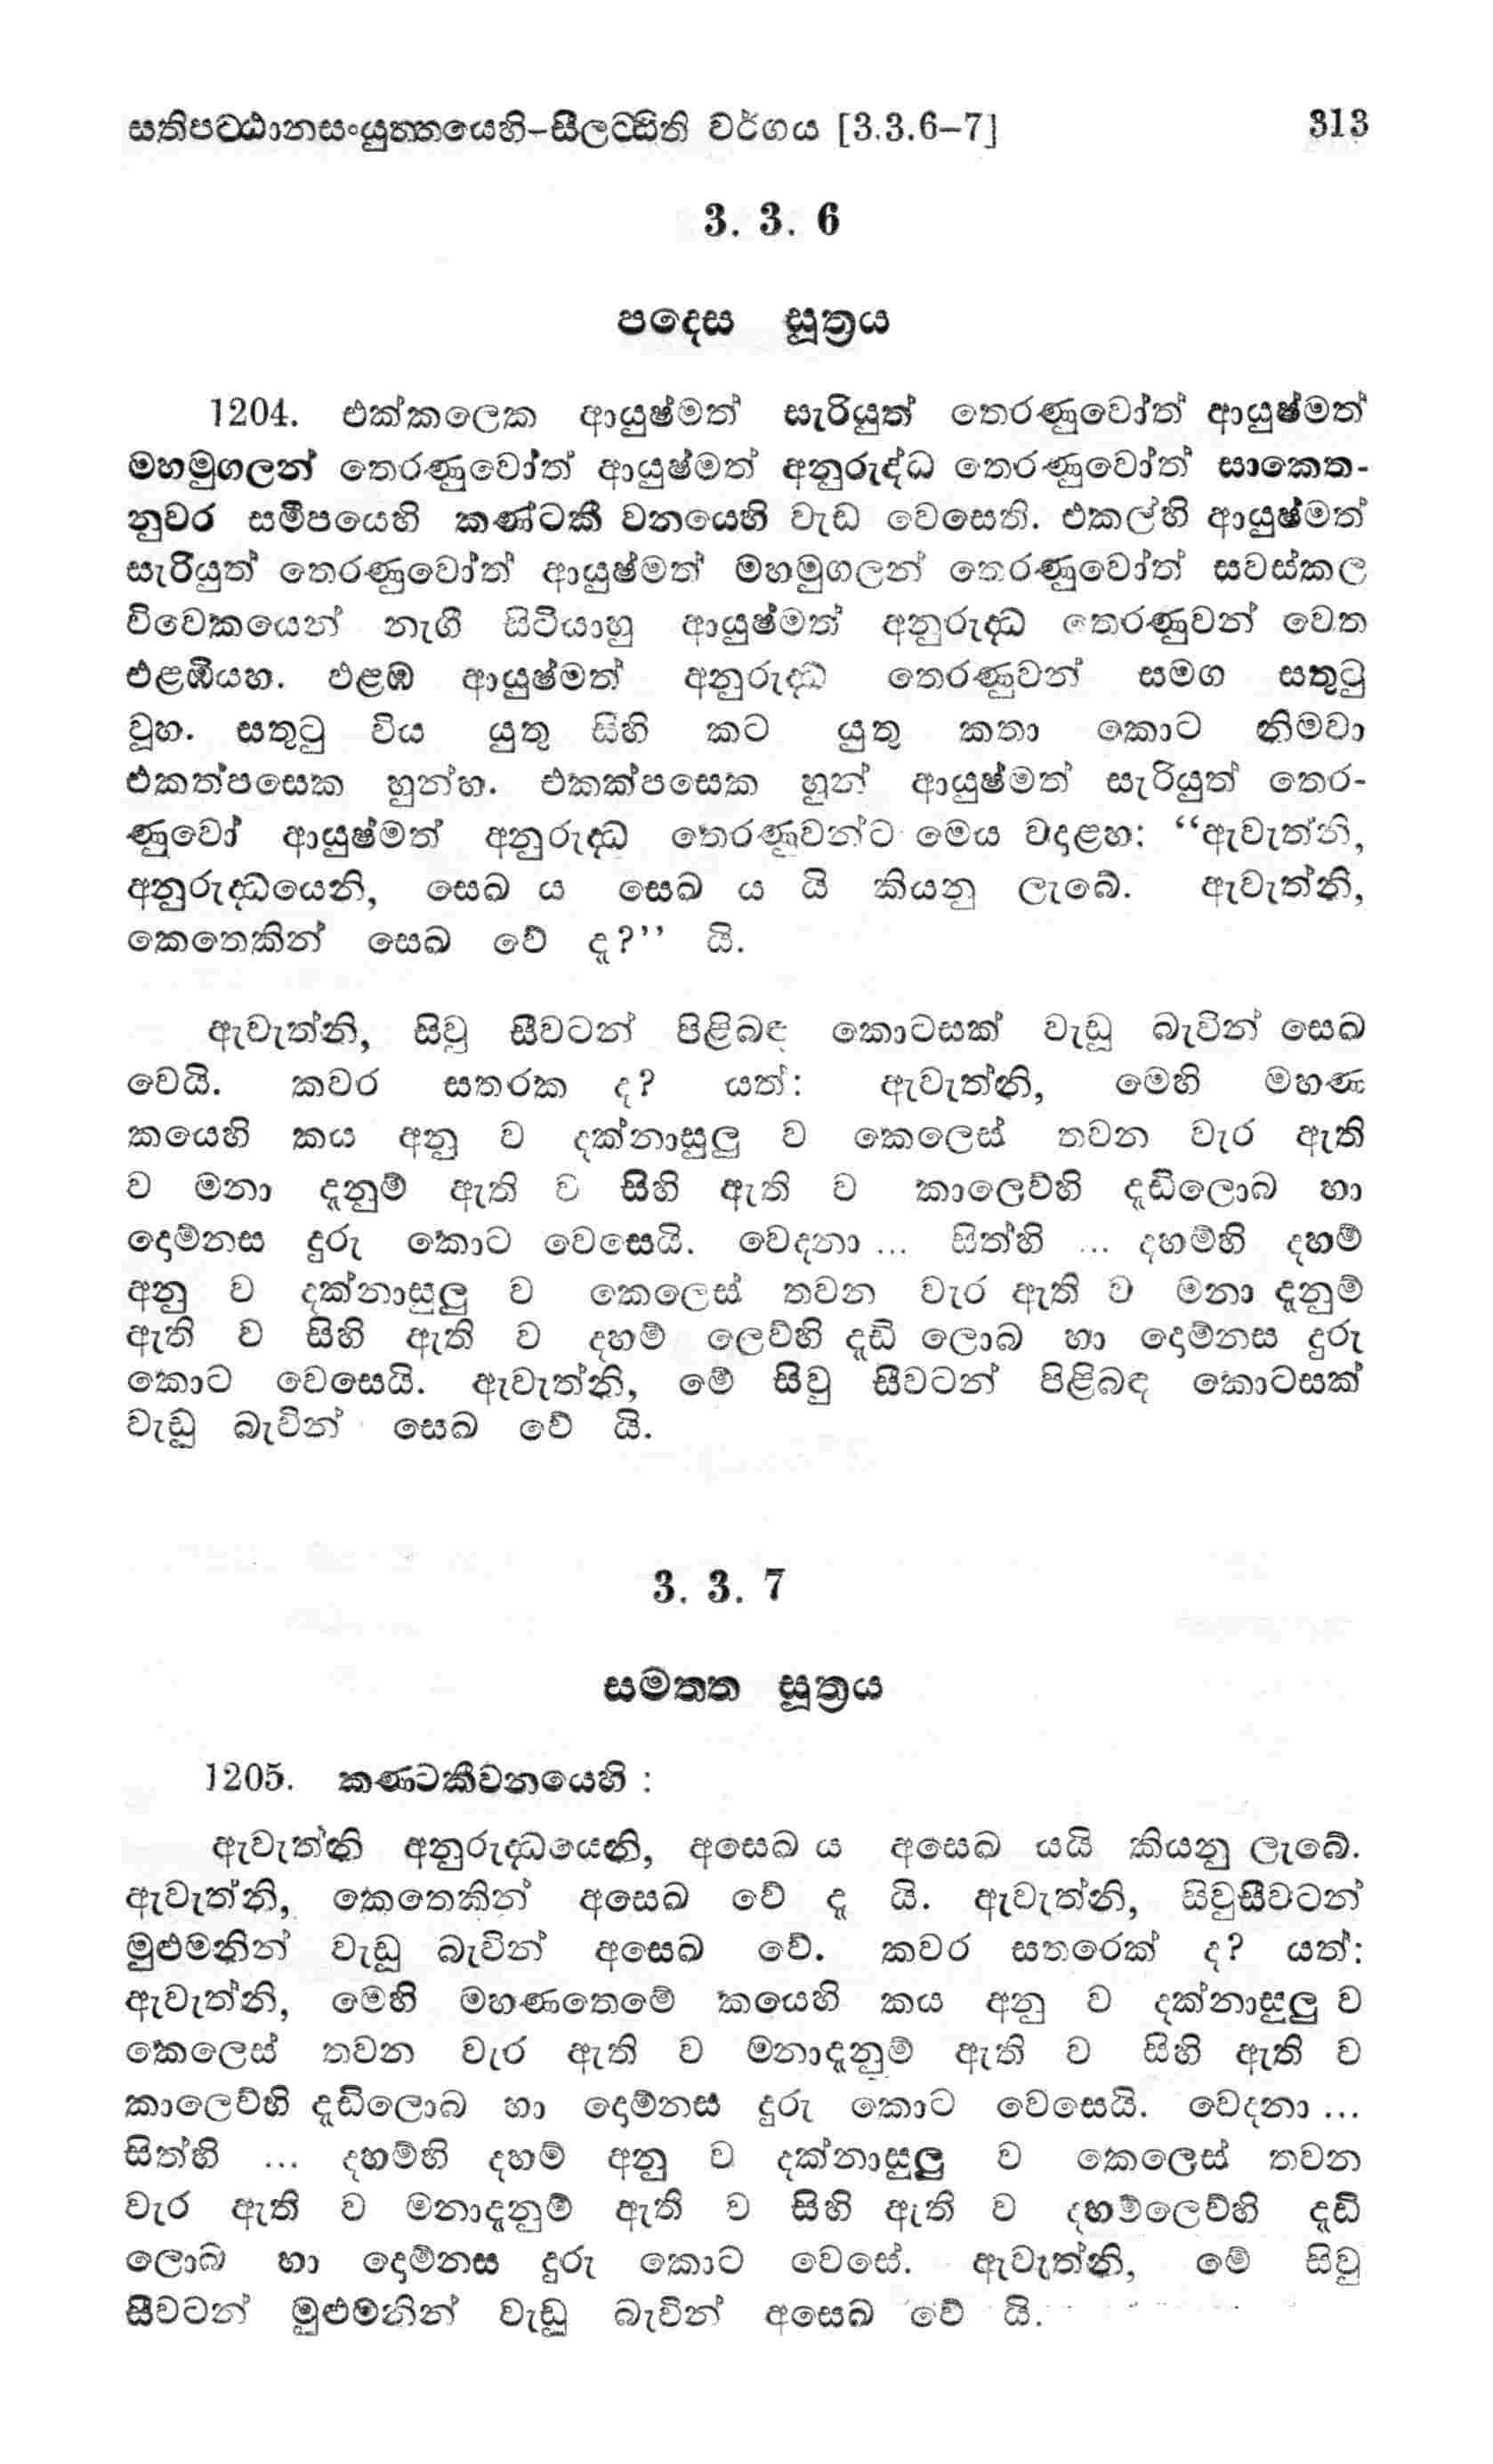 සතිපට්ඨානසංයුත්තයෙහි–සීලට්ඨිති වර්ගය [3.3.6–7] 313
3. 3. 6
පදෙස සූත්‍රය
1204. එක්කලෙක ආයුෂ්මත් සැරියුත් තෙරණුවෝත් ආයුෂ්මත්
මහමුගලන් තෙරණුවෝත් ආයුෂ්මත් අනුරුද්ධ තෙරණුවෝත් සාකෙත-
නුවර සමීපයෙහි කණ්ටකී වනයෙහි වැඩ වෙසෙති. එකල්හි ආයුෂ්මත්
සැරියුත් තෙරණුවෝත් ආයුෂ්මත් මහමුගලන් තෙරණුවෝත් සවස්කල
විවෙකයෙන් නැගී සිටියාහු ආයුෂ්මත් අනුරුද්ධ තෙරණුවන් වෙත
එළඹියහ. එළඹ ආයුෂ්මත් අනුරුද්ධ තෙරණුවන් සමග සතුටු
වූහ. සතුටු විය යුතු සිහි කට යුතු කතා කොට නිමවා
එකත්පසෙක හුන්හ. එකක්පසෙක හුන් ආයුෂ්මත් සැරියුත් තෙර-
ණුවෝ ආයුෂ්මත් අනුරුද්ධ තෙරණුවන්ට මෙය වදාළහ: “ඇවැත්නි,
අනුරුද්ධයෙනි, සෙඛ ය සෙඛ ය යි කියනු ලැබේ. ඇවැත්නි,
කෙතෙකින් සෙඛ වේ දැ?’’ යි.
ඇවැත්නි, සිවු සීවටන් පිළිබඳ කොටසක් වැඩූ බැවින් සෙඛ
වෙයි. කවර සතරක ද? යත්: ඇවැත්නි, මෙහි මහණ
කයෙහි කය අනු ව දක්නාසුලු ව කෙලෙස් තවන වැර ඇති
ව මනා දැනුම් ඇති ව සිහි ඇති ව කාලෙව්හි දැඩිලොබ හා
දොම්නස දුරු කොට වෙසෙයි. වෙදනා ... සිත්හි ... දහම්හි දහම්
අනු ව දක්නාසුලු ව කෙලෙස් තවන වැර ඇති ව මනා දැනුම්
ඇති ව සිහි ඇති ව දහම් ලෙව්හි දැඩි ලොබ හා දොම්නස දුරු
කොට වෙසෙයි. ඇවැත්නි, මේ සිවු සීවටන් පිළිබඳ කොටසක්
වැඩූ බැවින් සෙඛ වේ යි.
3. 3. 7
සමත්ත සූත්‍රය
1205. කණ්ටකීවනයෙහි :
ඇවැත්නි අනුරුද්ධයෙනි, අසෙඛ ය අසෙඛ යයි කියනු ලැබේ.
ඇවැත්නි, කෙතෙකින් අසෙඛ වේ දැ යි. ඇවැත්නි, සිවුසීවටන්
මුළුමනින් වැඩූ බැවින් අසෙඛ වේ. කවර සතරෙක් ද? යත්:
ඇවැත්නි, මෙහි මහණතෙමේ කයෙහි කය අනු ව දක්නාසුලු ව
කෙලෙස් තවන වැර ඇති ව මනාදැනුම් ඇති ව සිහි ඇති ව
කාලෙව්හි දැඩිලොබ හා දොම්නස දුරු කොට වෙසෙයි. වෙදනා ...
සිත්හි ... දහම්හි දහම් අනු ව දක්නාසුලු ව කෙලෙස් තවන
වැර ඇති ව මනාදැනුම් ඇති ව සිහි ඇති ව දහම්ලෙව්හි දැඩි
ලොබ හා දොම්නස දුරු කොට වෙසේ. ඇවැත්නි, මේ සිවු
සීවටන් මුළුමනින් වැඩූ බැවින් අසෙඛ වේ යි.